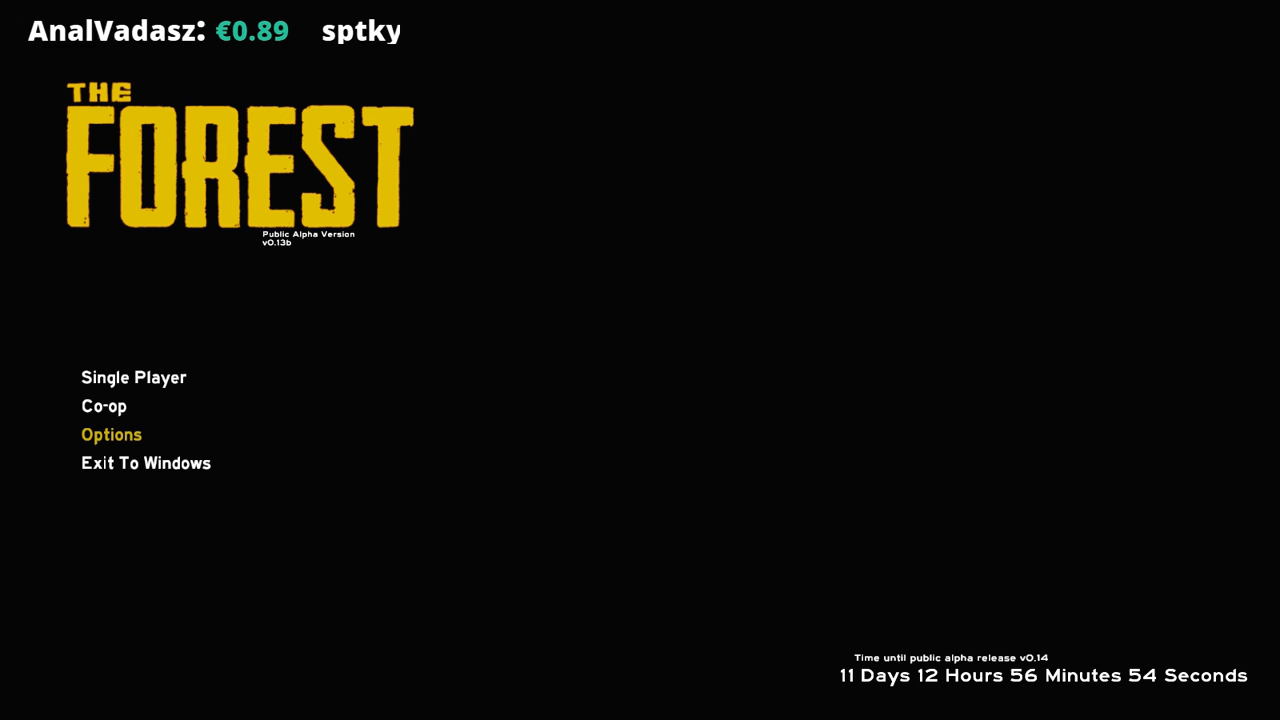 AnalVadasz: €0.89 sptky
THE
FOREST
Public Alpha Version
v0.13b
Single Player
Co-op
Options
Exit To Windows
Time until public alpha release v0.14
11 Days 12 Hours 56 Minutes 54 Seconds